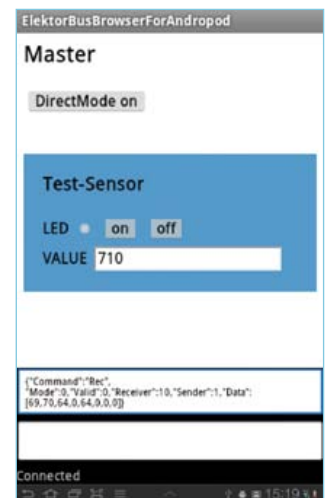 ElektorBusBrowserForAndropod
Master
DirectMode on
Test-Sensor
LED on off
VALUE 710
{"Command":"Rec",
"Mode":0,"Valid":0,"Receiver":10,"Sender":1,"Data":
[69,70,64,0,64,0,0,0]}
Connected
15:19